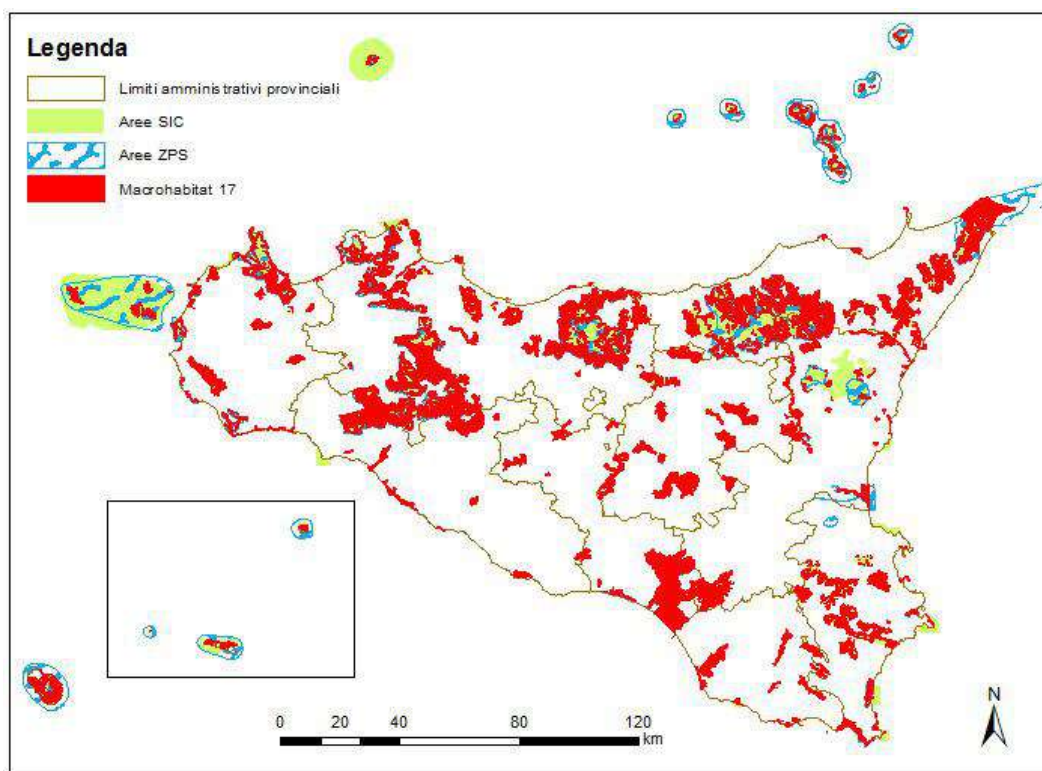 Legenda
Limiti amministrativi provinciali
Aree SIC
Aree ZPS
Macrohabitat 17
N
0 20 40 80 120
km